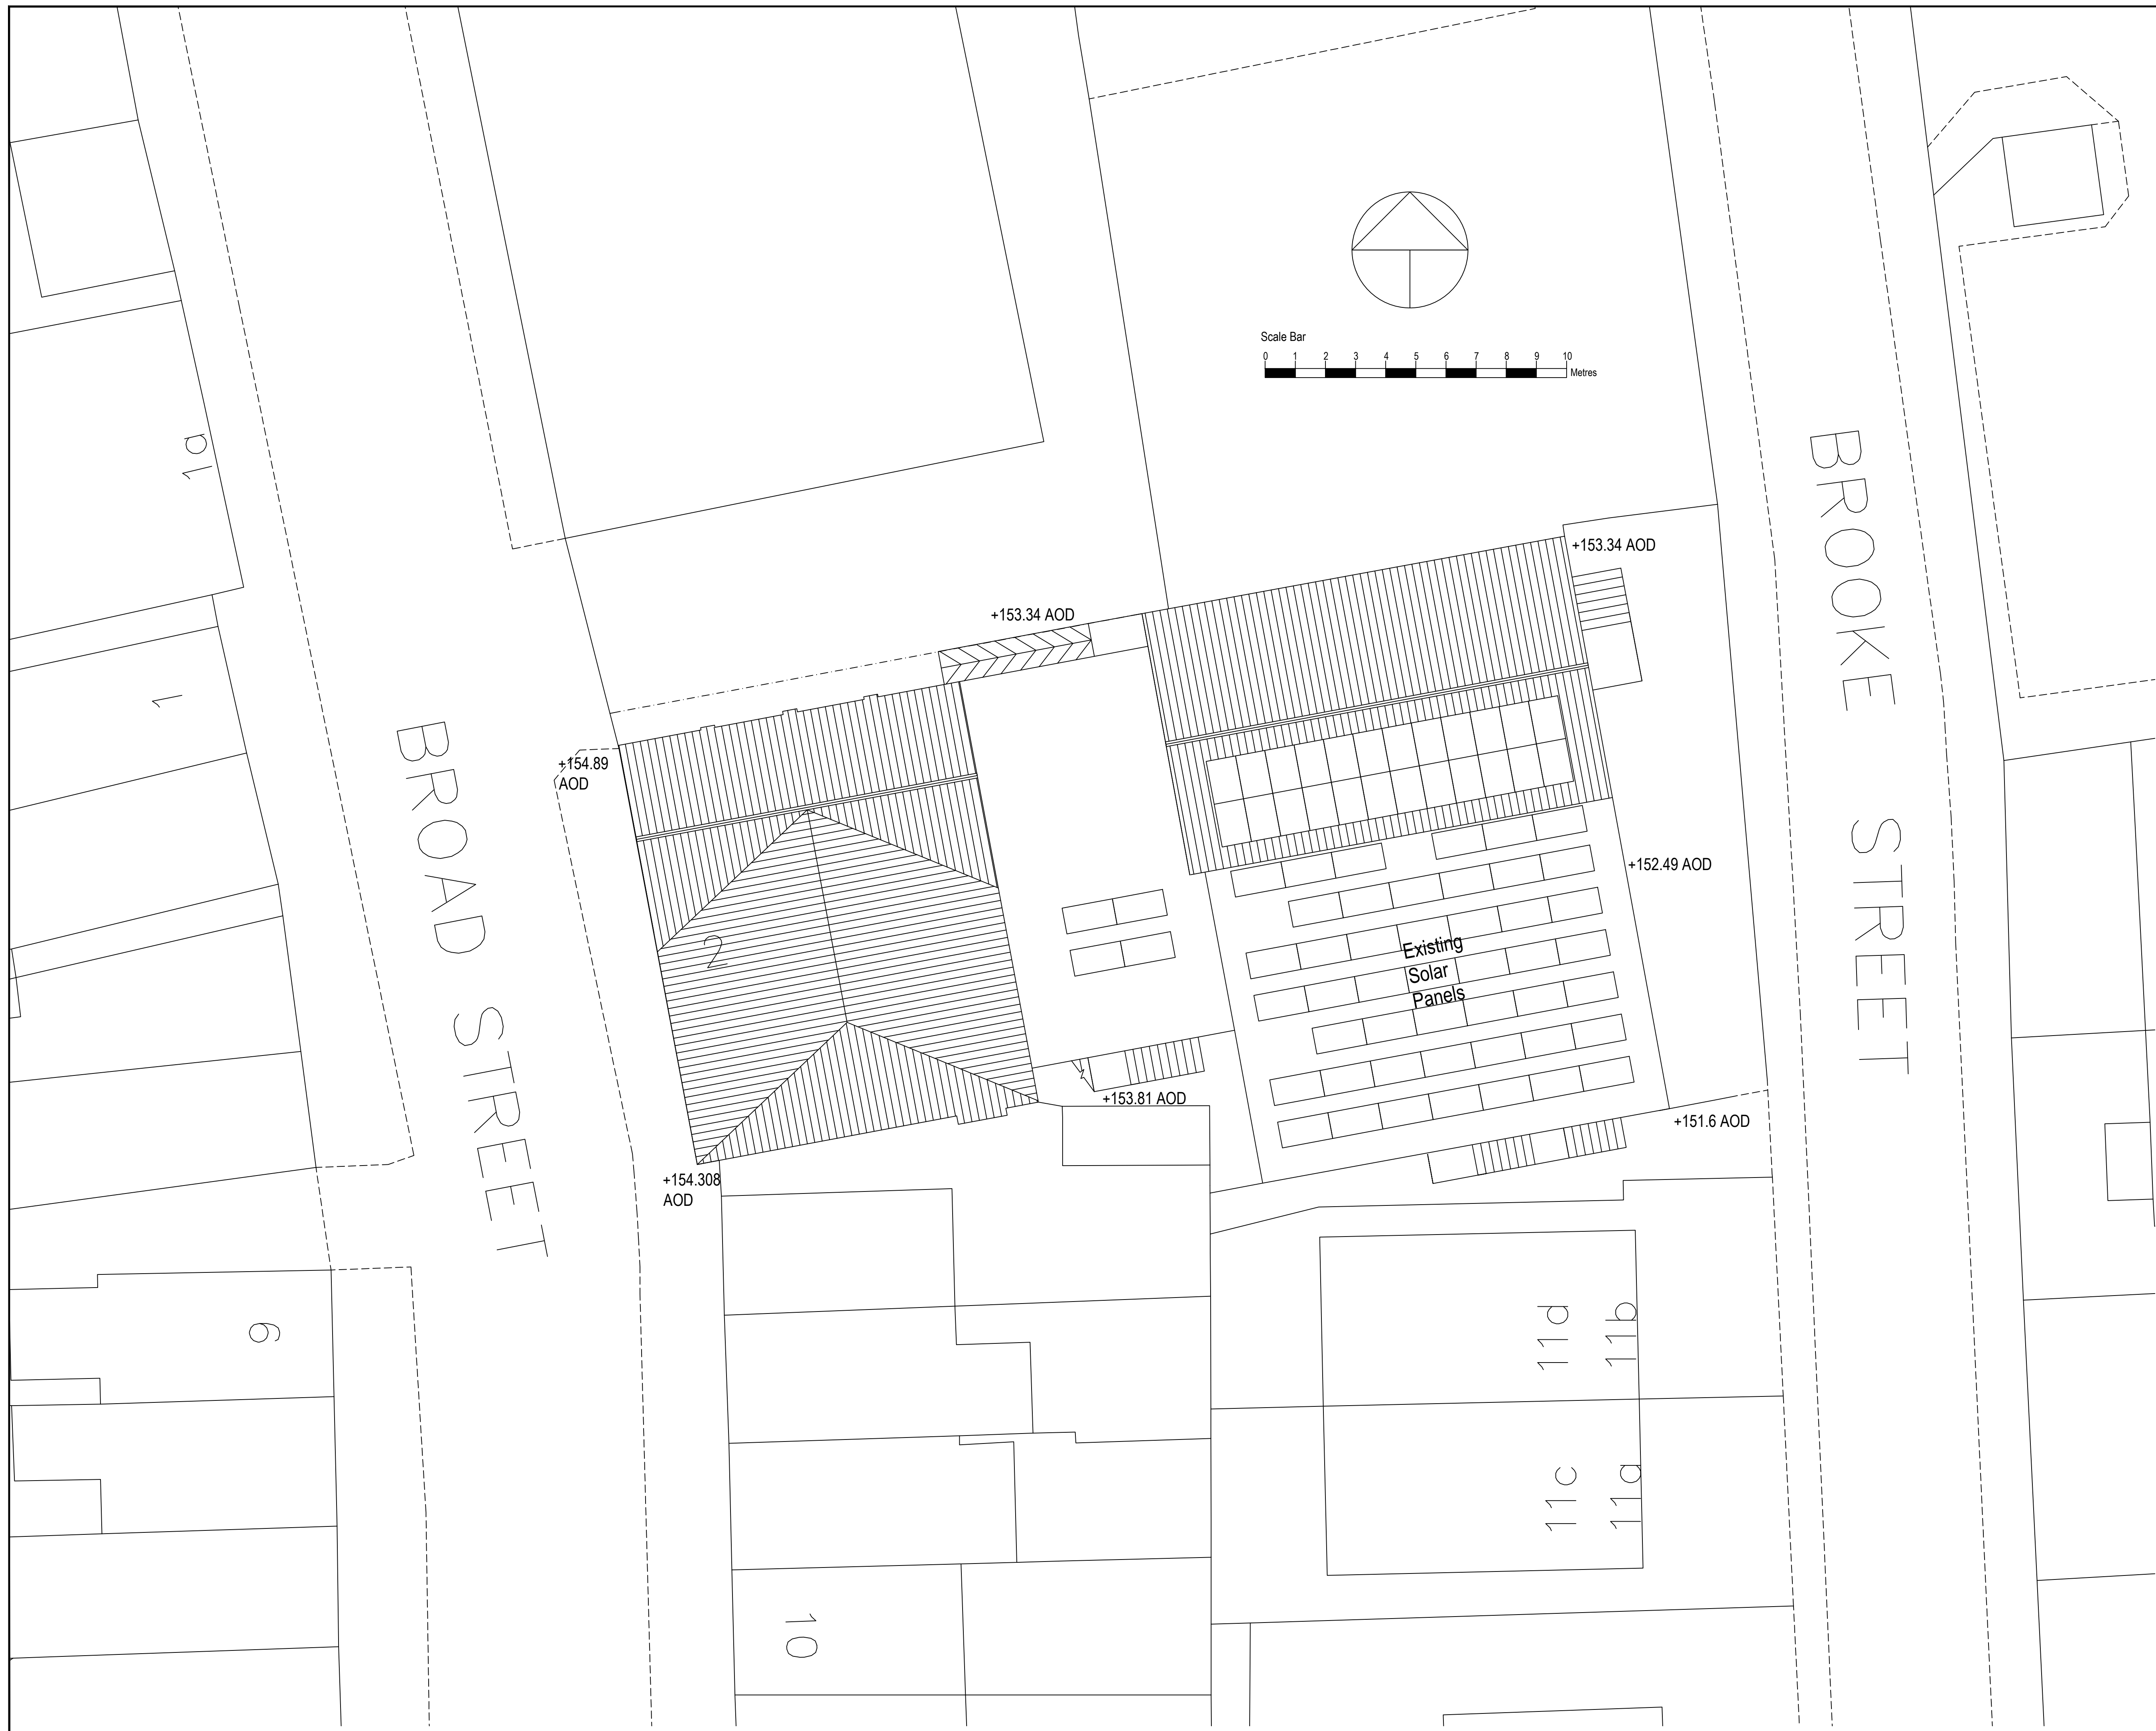 Scale Bar
0 1 2 3 4 5 6 7 8 9 10
Metres
1a
1
BROAD STREET
BROOKE STREET
+153.34 AOD
+153.34 AOD
+154.89
AOD
2
+152.49 AOD
Existing
Solar
Panels
+153.81 AOD
+151.6 AOD
+154.308
AOD
9
11d
11b
11c
11a
10